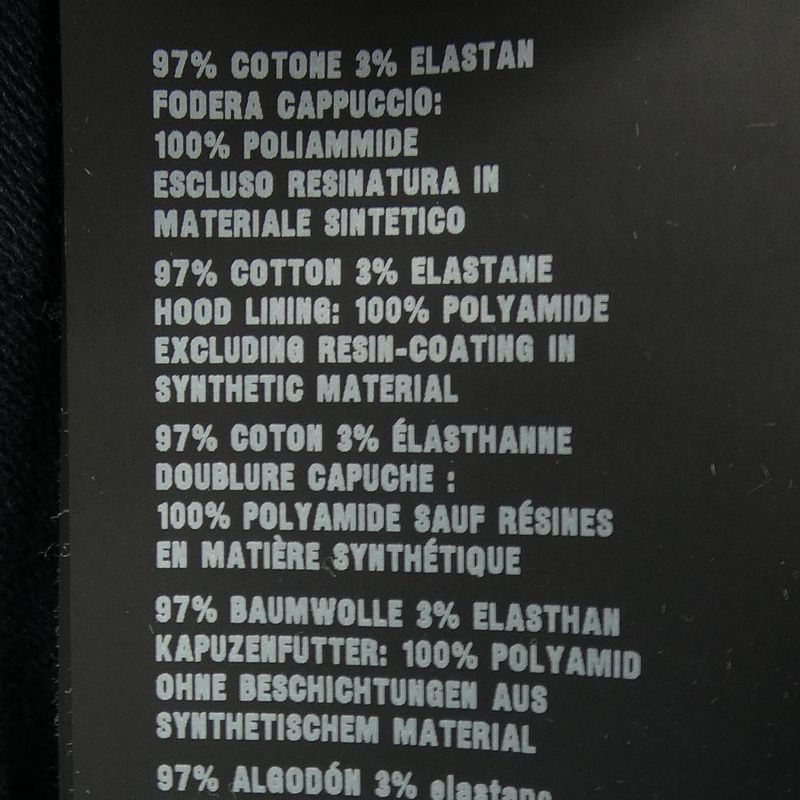 97% COTONE 3% ELASTAN
FODERA CAPPUCCIO:
100% POLIAMMIDE
ESCLUSO RESINATURA IN
MATERIALE SINTETICO
97% COTTON 3% ELASTANE
HOOD LINING: 100% POLYAMIDE
EXCLUDING RESIN-COATING IN
SYNTHETIC MATERIAL
97% COTON 3% ÉLASTHANNE
DOUBLURE CAPUCHE :
100% POLYAMIDE SAUF RÉSINES
EN MATIÈRE SYNTHÉTIQUE
97% BAUMWOLLE 3% ELASTHAN
KAPUZENFUTTER: 100% POLYAMID
OHNE BESCHICHTUNGEN AUS
SYNTHETISCHEM MATERIAL
97% ALGODÓN 3% elastano